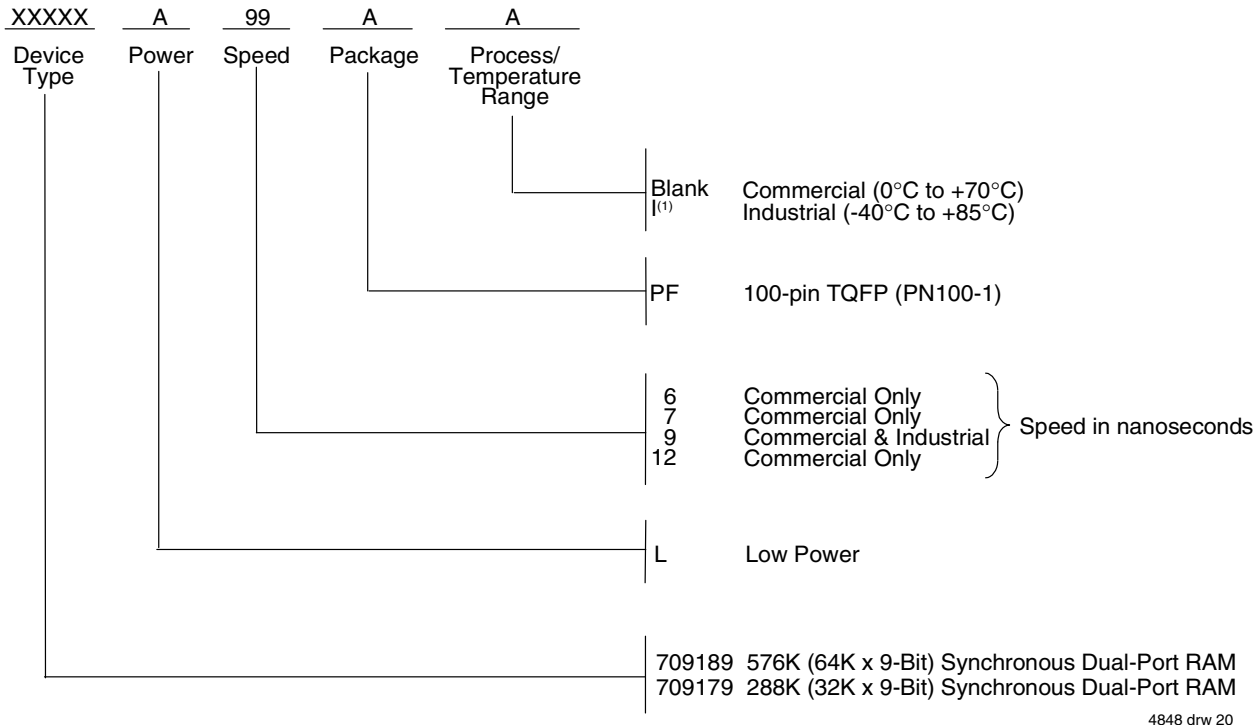 XXXXX A 99 A A
Device Type Power Speed Package Process/ Temperature Range
Blank Commercial (0°C to +70°C)
I(1) Industrial (-40°C to +85°C)
PF 100-pin TQFP (PN100-1)
6 Commercial Only
7 Commercial Only
9 Commercial & Industrial
12 Commercial Only
Speed in nanoseconds
L Low Power
709189 576K (64K x 9-Bit) Synchronous Dual-Port RAM
709179 288K (32K x 9-Bit) Synchronous Dual-Port RAM
4848 drw 20